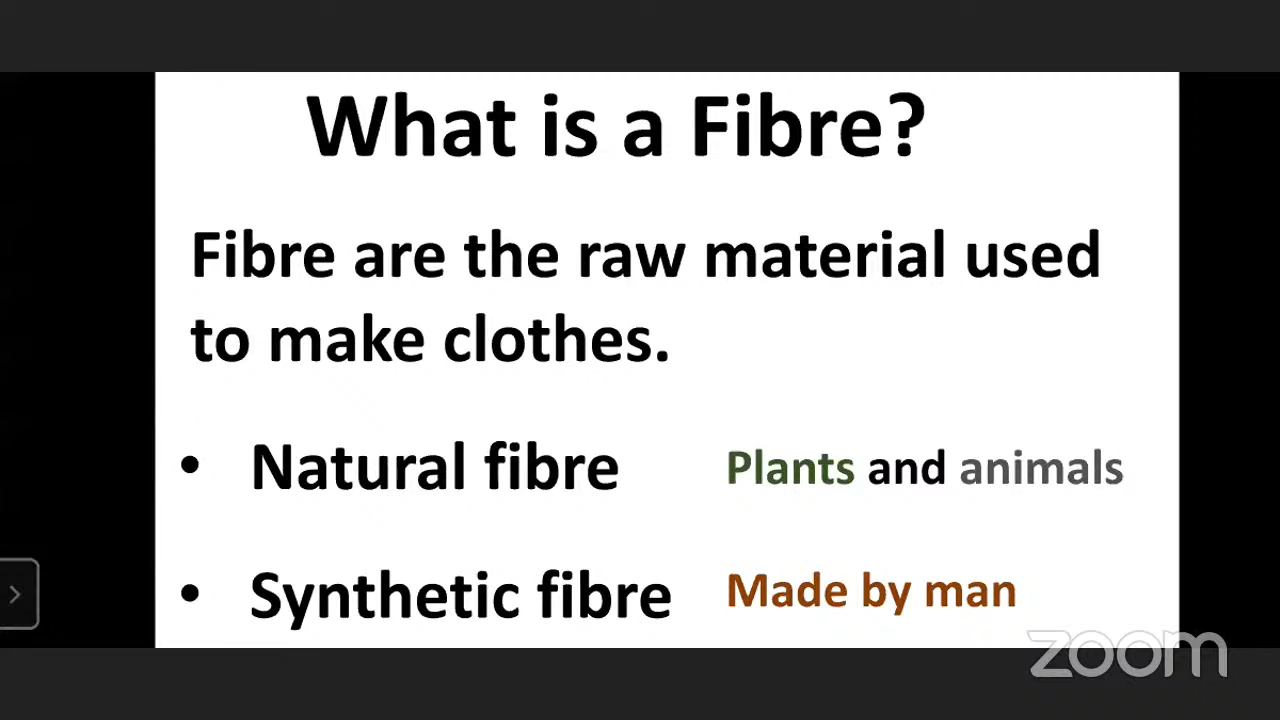 What is a Fibre?
Fibre are the raw material used
to make clothes.
• Natural fibre Plants and animals
• Synthetic fibre Made by man
zoom